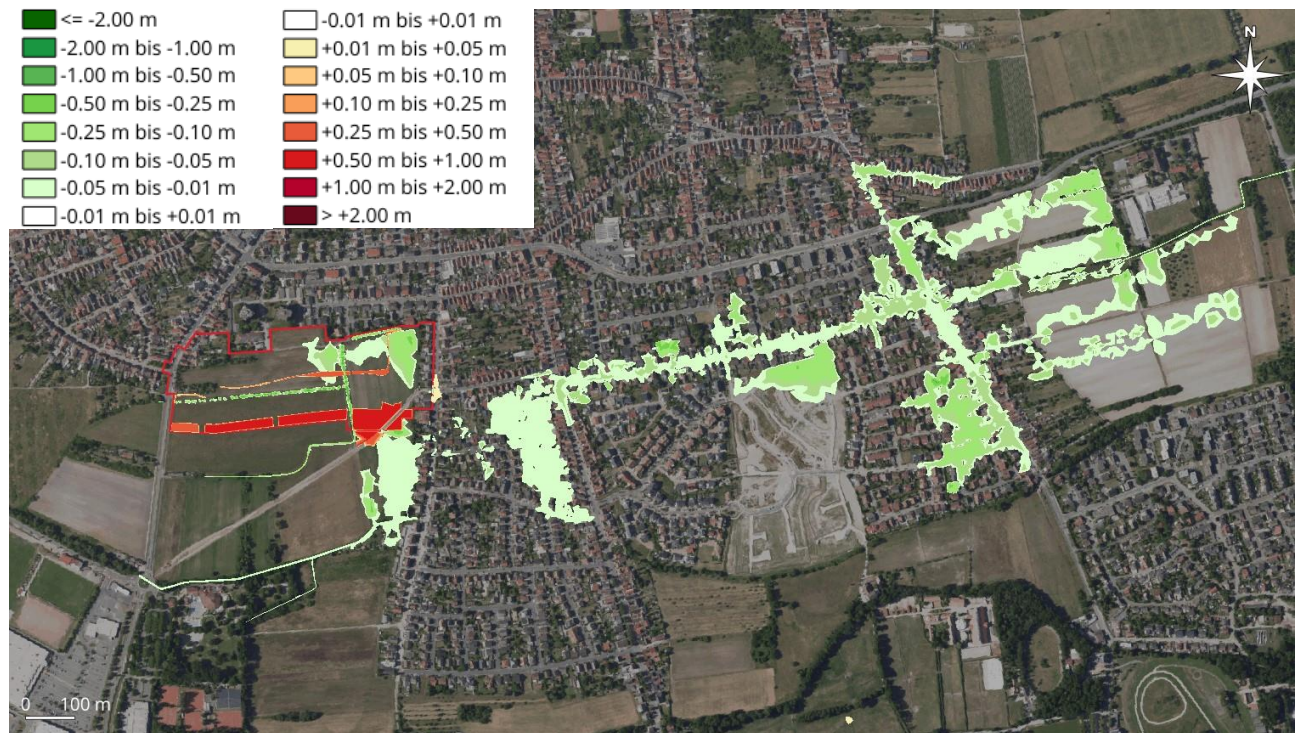 <= -2.00 m
-2.00 m bis -1.00 m
-1.00 m bis -0.50 m
-0.50 m bis -0.25 m
-0.25 m bis -0.10 m
-0.10 m bis -0.05 m
-0.05 m bis -0.01 m
-0.01 m bis +0.01 m
-0.01 m bis +0.01 m
+0.01 m bis +0.05 m
+0.05 m bis +0.10 m
+0.10 m bis +0.25 m
+0.25 m bis +0.50 m
+0.50 m bis +1.00 m
+1.00 m bis +2.00 m
> +2.00 m
N
0 100 m